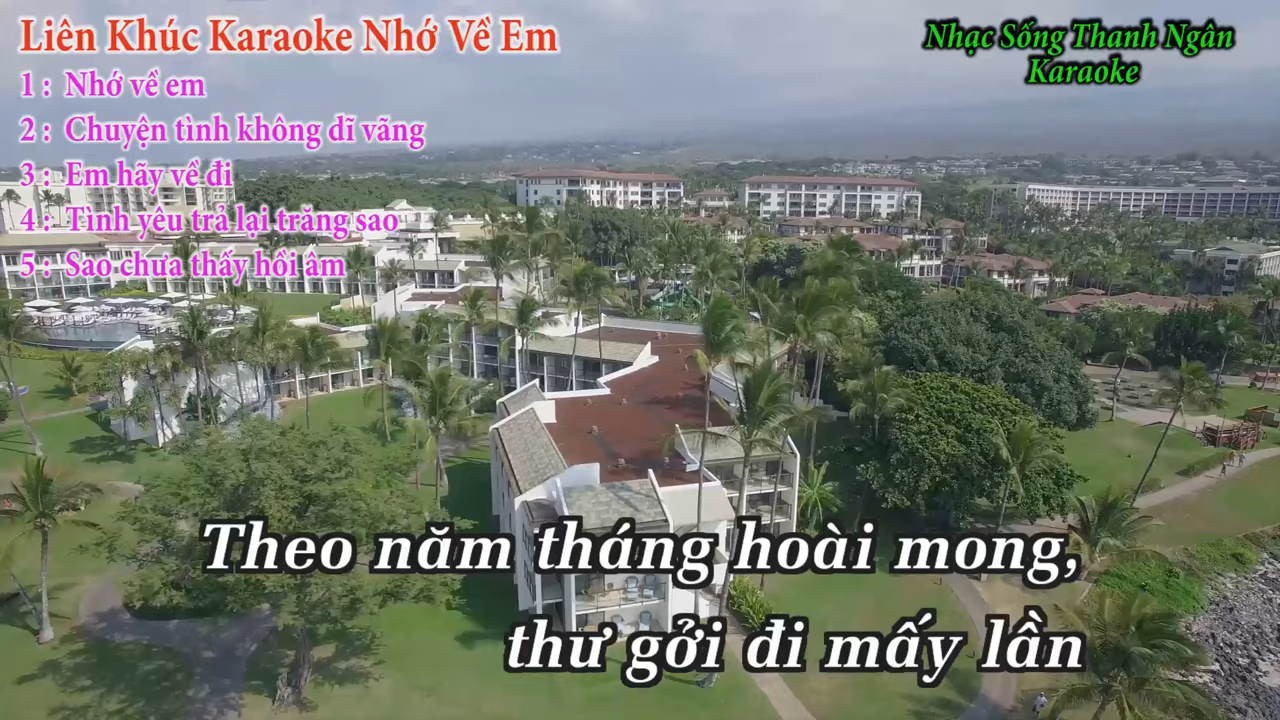 Liên Khúc Karaoke Nhớ Về Em
1 : Nhớ về em
2 : Chuyện tình không dĩ vãng
3 : Em hãy về đi
4 : Tình yêu trả lại trăng sao
5 : Sao chưa thấy hồi âm
Nhạc Sống Thanh Ngân
Karaoke
Theo năm tháng hoài mong,
thư gởi đi mấy lần